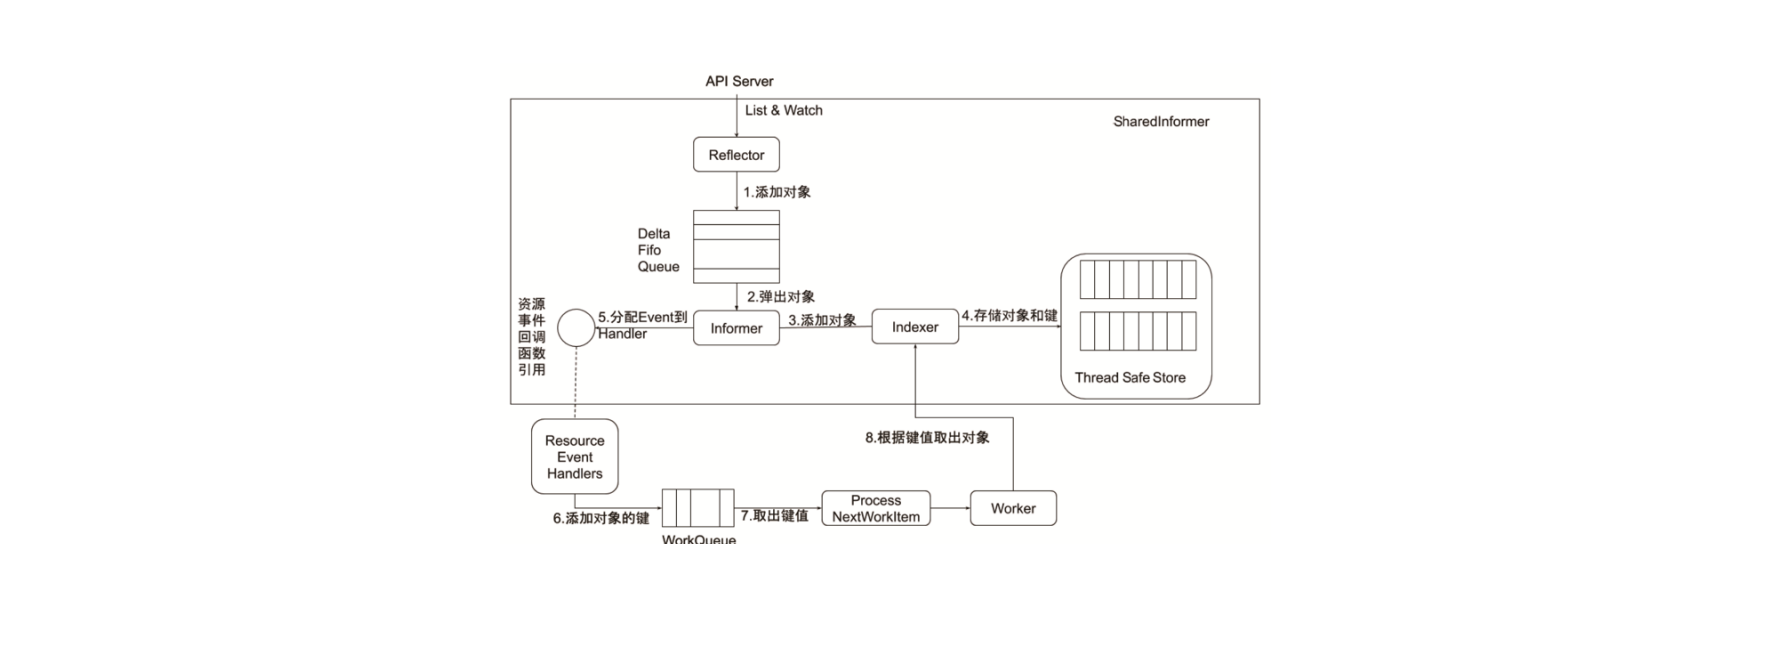 API Server
List & Watch
SharedInformer
Reflector
1.添加对象
Delta
Fifo
Queue
2.弹出对象
资源
事件
回调
函数
引用
5.分配Event到
Handler
Informer
3.添加对象
Indexer
4.存储对象和键
Thread Safe Store
8.根据键值取出对象
Resource
Event
Handlers
6.添加对象的键
WorkQueue
7.取出键值
Process
NextWorkItem
Worker